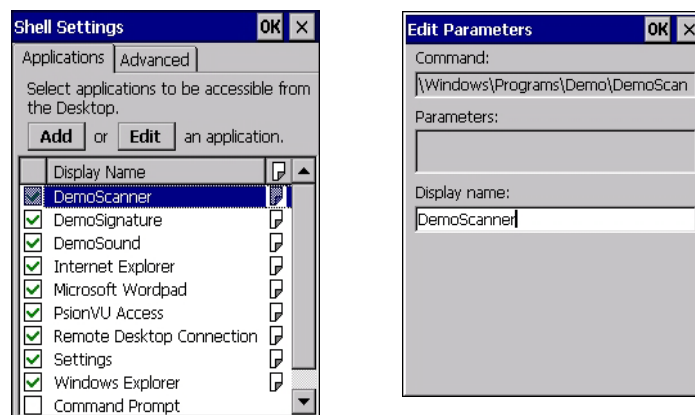 Shell Settings OK ×
Applications Advanced
Select applications to be accessible from
the Desktop.
Add or Edit an application.
Display Name
DemoScanner
DemoSignature
DemoSound
Internet Explorer
Microsoft Wordpad
PsionVU Access
Remote Desktop Connection
Settings
Windows Explorer
Command Prompt
Edit Parameters OK ×
Command:
\Windows\Programs\Demo\DemoScan
Parameters:
Display name:
DemoScanner